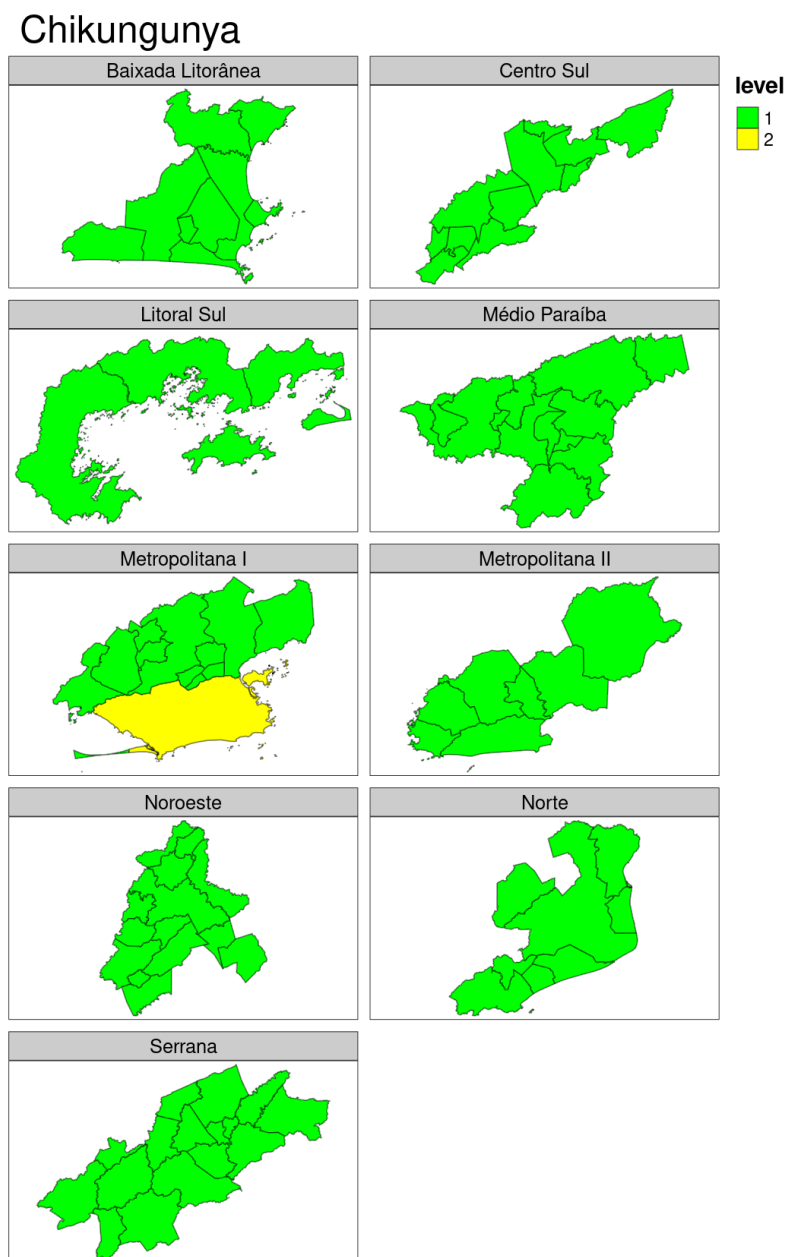 Chikungunya
Baixada Litorânea
Centro Sul
level
1
2
Litoral Sul
Médio Paraíba
Metropolitana I
Metropolitana II
Noroeste
Norte
Serrana